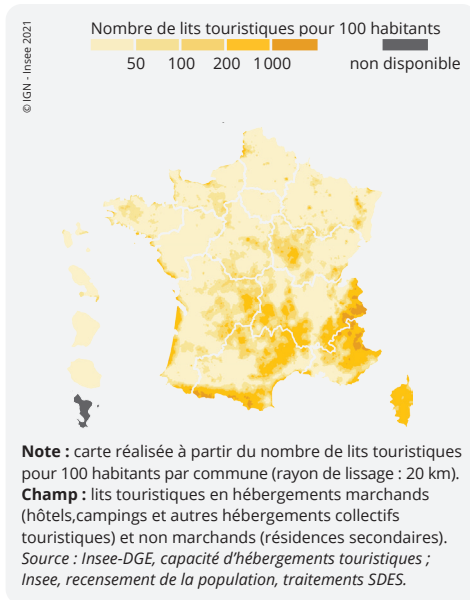 Nombre de lits touristiques pour 100 habitants
50 100 200 1 000 non disponible
© IGN - Insee 2021
Note : carte réalisée à partir du nombre de lits touristiques
pour 100 habitants par commune (rayon de lissage : 20 km).
Champ : lits touristiques en hébergements marchands
(hôtels,campings et autres hébergements collectifs
touristiques) et non marchands (résidences secondaires).
Source : Insee-DGE, capacité d’hébergements touristiques ;
Insee, recensement de la population, traitements SDES.